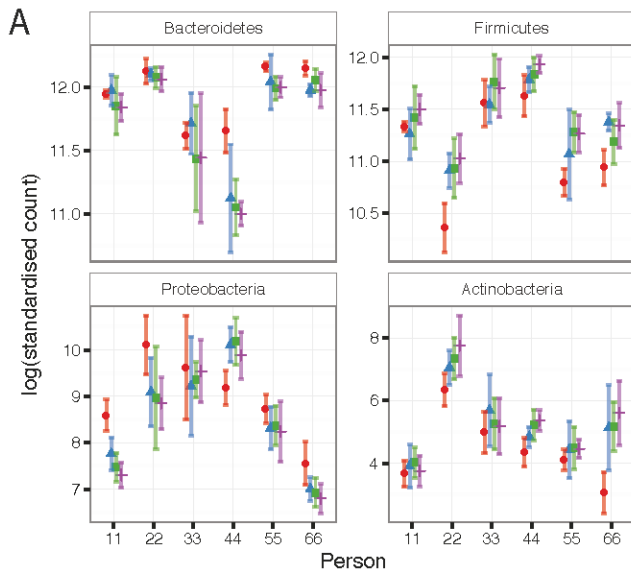 A
Bacteroidetes
Firmicutes
12.0
11.5
11.0
12.0
11.5
11.0
10.5
log(standardised count)
Proteobacteria
Actinobacteria
10
9
8
7
8
6
4
11 22 33 44 55 66
11 22 33 44 55 66
Person